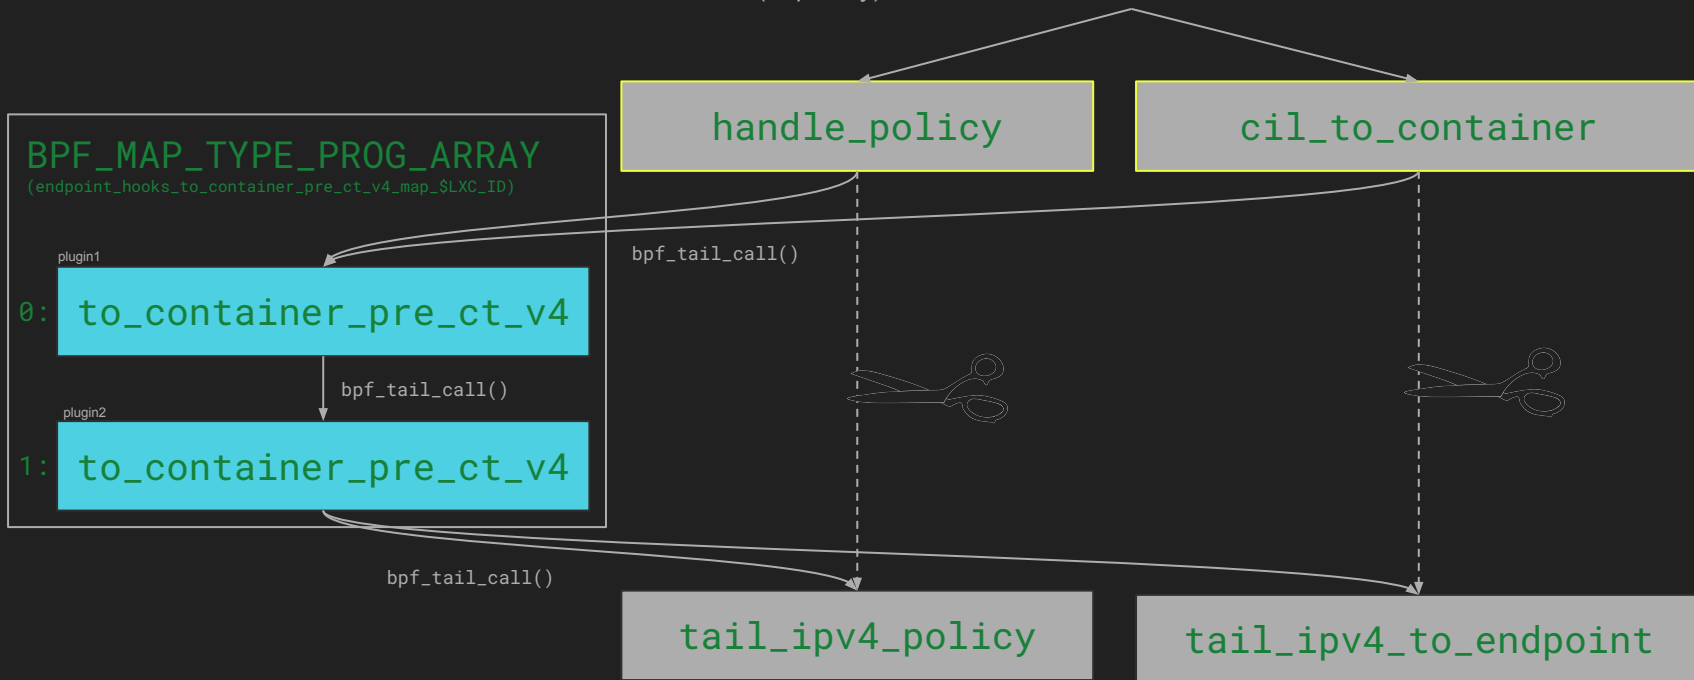 handle_policy
cil_to_container
BPF_MAP_TYPE_PROG_ARRAY
(endpoint_hooks_to_container_pre_ct_v4_map_$LXC_ID)
bpf_tail_call()
plugin1
0:
to_container_pre_ct_v4
bpf_tail_call()
plugin2
1:
to_container_pre_ct_v4
bpf_tail_call()
tail_ipv4_policy
tail_ipv4_to_endpoint